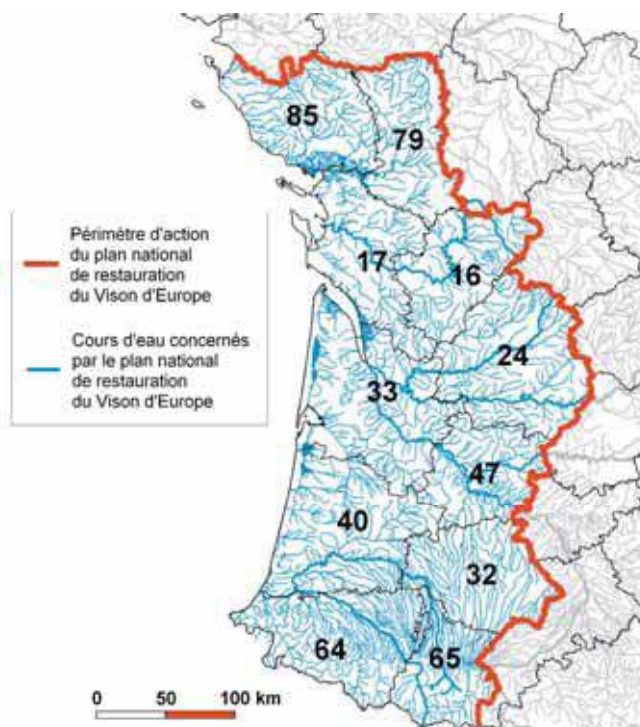 85
79
Périmètre d'action
du plan national
de restauration
du Vison d'Europe
17
16
Cours d'eau concernés
par le plan national
de restauration
du Vison d'Europe
24
33
47
40
32
64
65
0 50 100 km